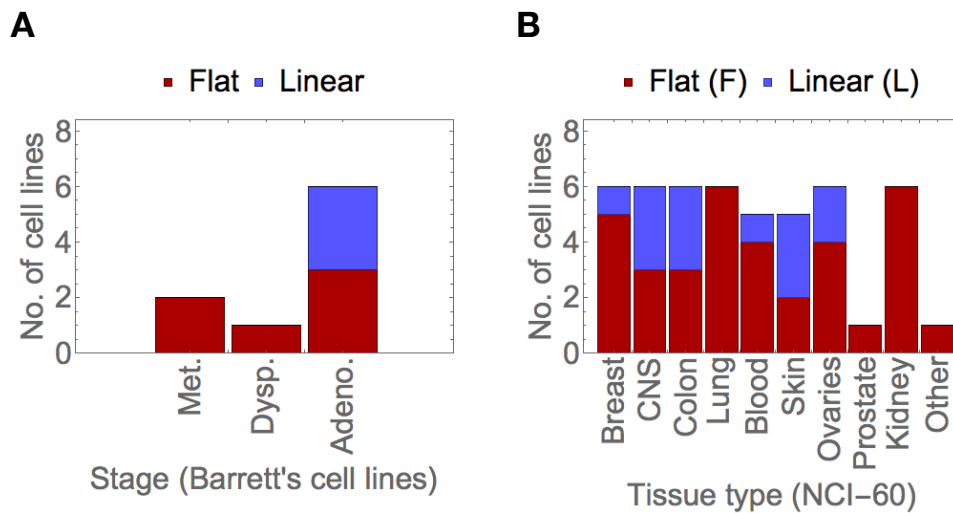 A
Flat Linear
No. of cell lines
8
6
4
2
0
Met.
Dysp.
Adeno.
Stage (Barrett's cell lines)
B
Flat (F) Linear (L)
No. of cell lines
8
6
4
2
0
Breast
CNS
Colon
Lung
Blood
Skin
Ovaries
Prostate
Kidney
Other
Tissue type (NCI−60)